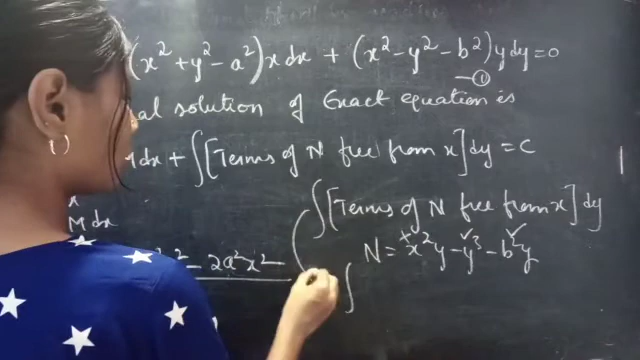 (x² + y² - a²)x dx + (x² - y² - b²)y dy = 0
—①
al solution of Exact equation is
dx + ∫[Terms of N free from x]dy = C
x
M dx
∫[Terms of N free from x]dy
N = x²y - y³ - b²y
² - 2a²x²
∫